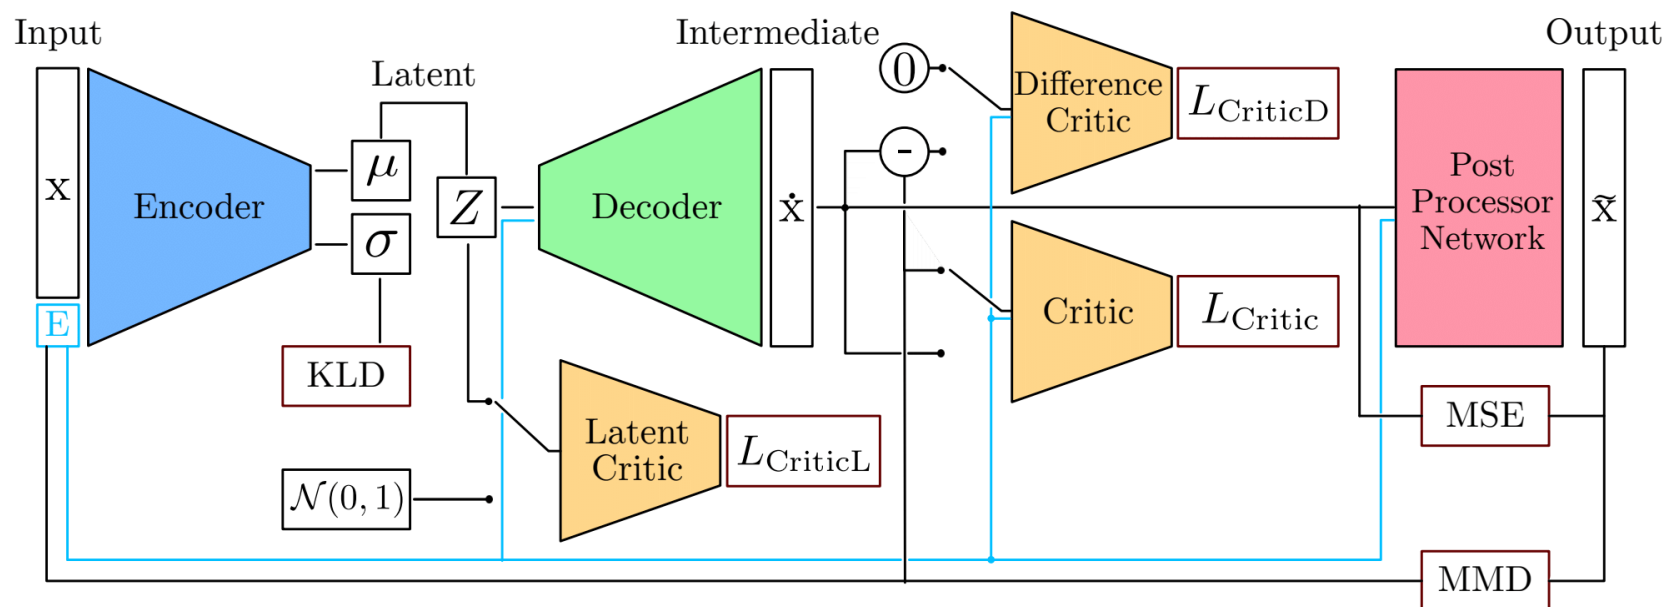 Input
Latent
Intermediate
Output
x
E
Encoder
μ
σ
Z
KLD
𝒩(0, 1)
Decoder
ẋ
Latent
Critic
L_CriticL
0
-
Difference
Critic
L_CriticD
Critic
L_Critic
Post
Processor
Network
x̃
MSE
MMD